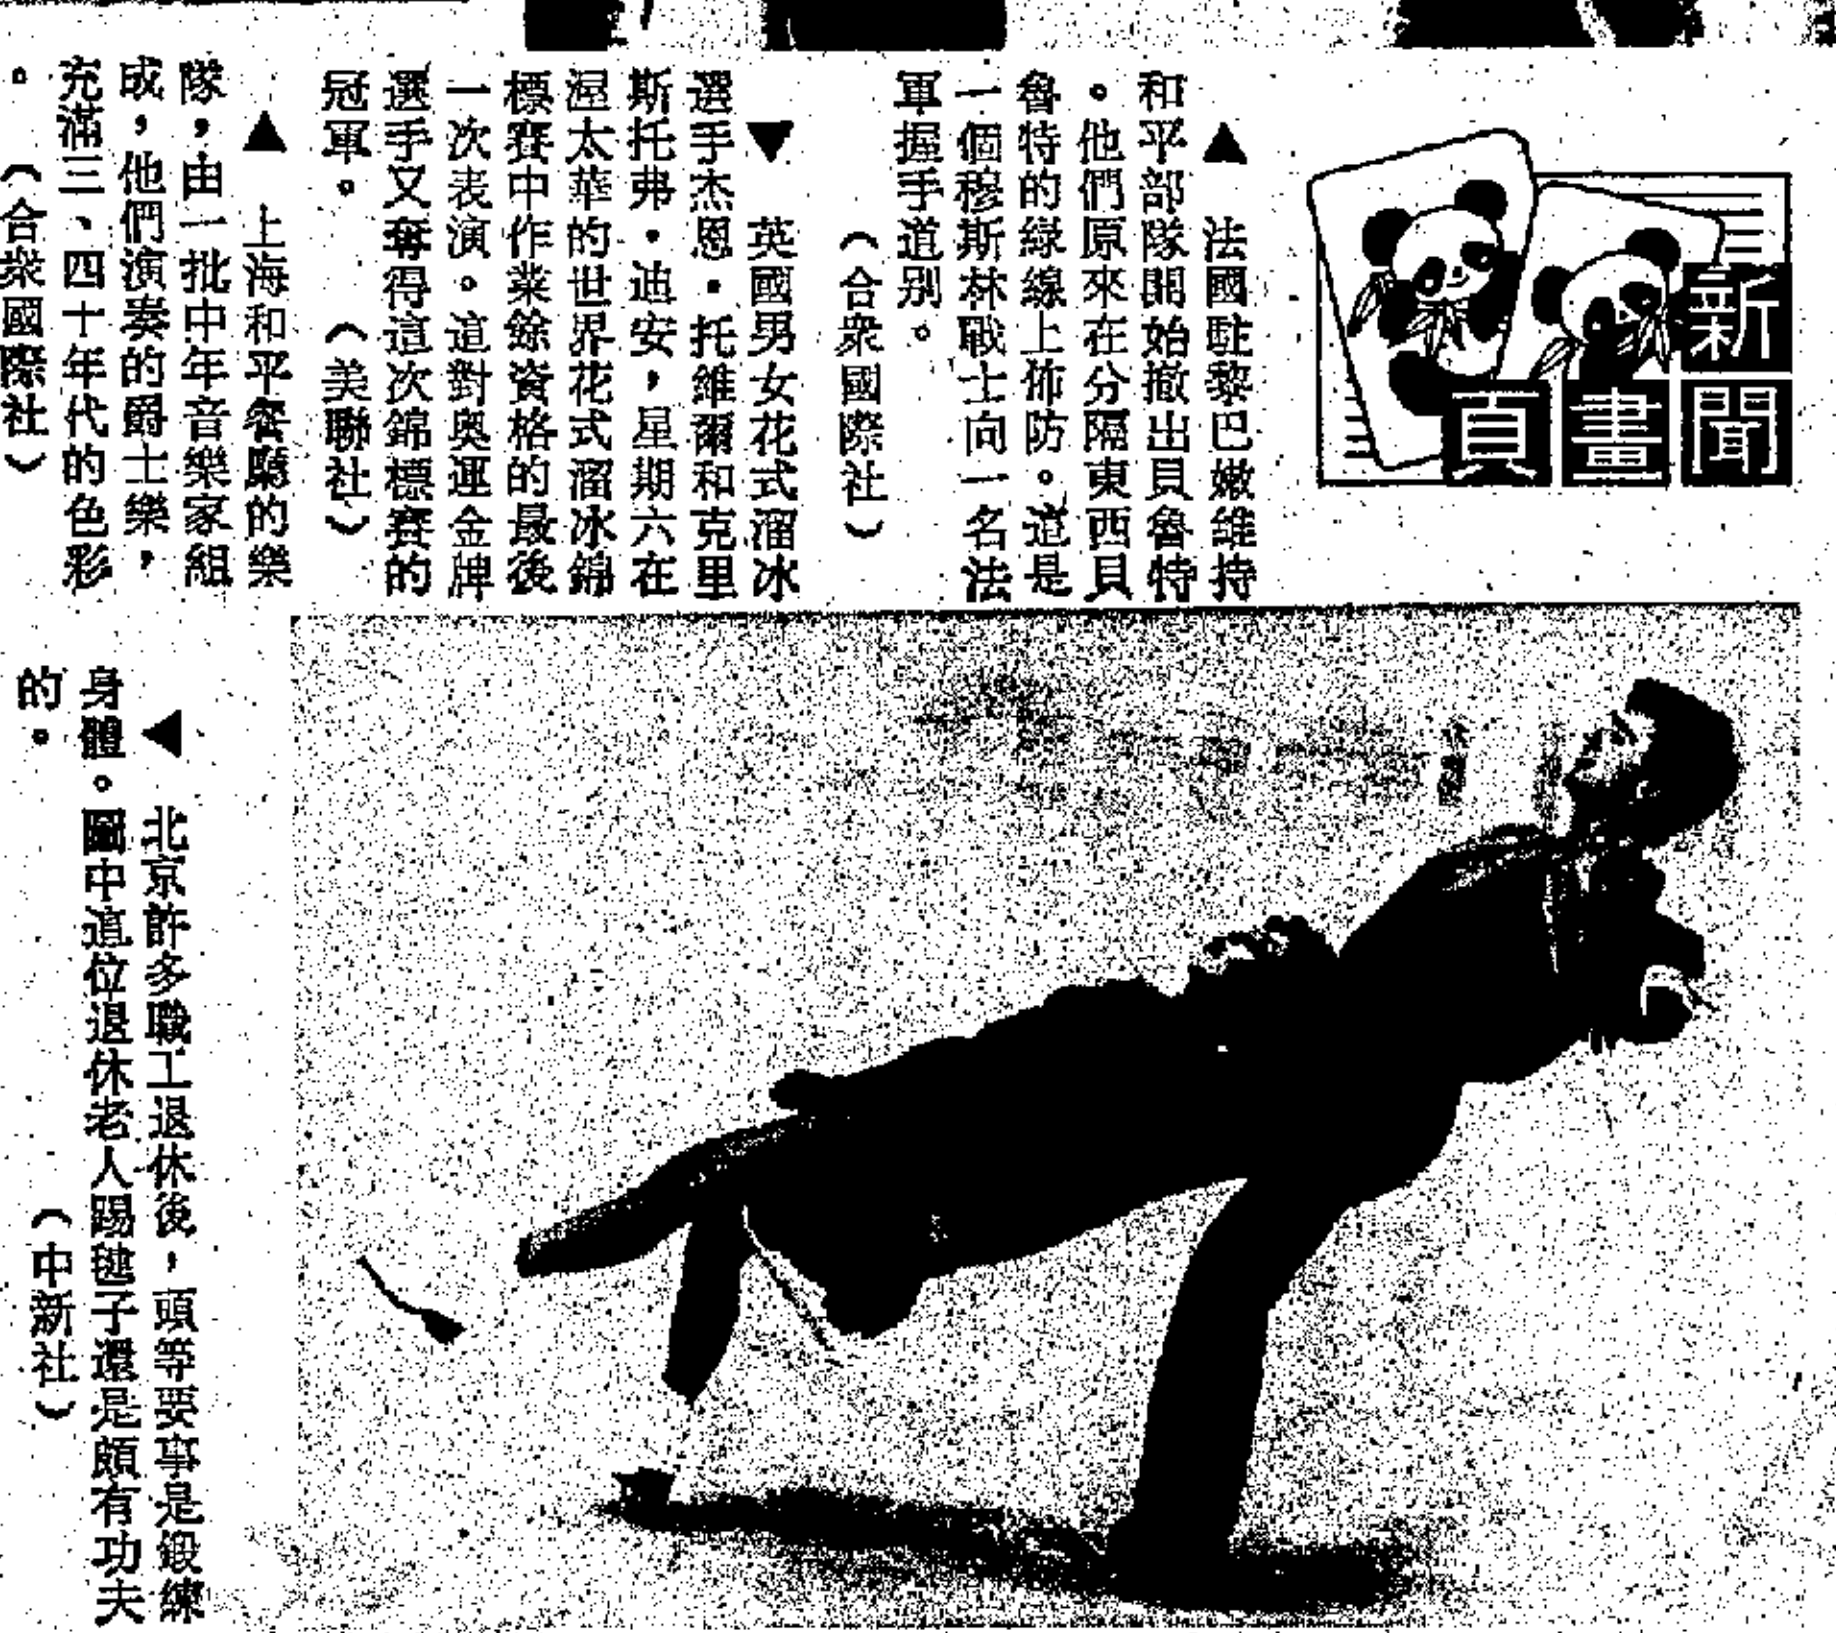 新聞
畫頁
▲　法國駐黎巴嫩維持
和平部隊開始撤出貝魯特
。他們原來在分隔東西貝
魯特的綠線上佈防。這是
一個穆斯林戰士向一名法
軍握手道别。
（合衆國際社）
▼　英國男女花式溜冰
選手杰恩・托維爾和克里
斯托弗・迪安，星期六在
渥太華的世界花式溜冰錦
標賽中作業餘資格的最後
一次表演。這對奥運金牌
選手又奪得這次錦標賽的
冠軍。　（美聯社）
▲　上海和平餐廳的樂
隊，由一批中年音樂家組
成，他們演奏的爵士樂，
充滿三、四十年代的色彩
。　（合衆國際社）
◀　北京許多職工退休後，頭等要事是鍛練
身體。圖中這位退休老人踢毽子還是頗有功夫
的。　（中新社）